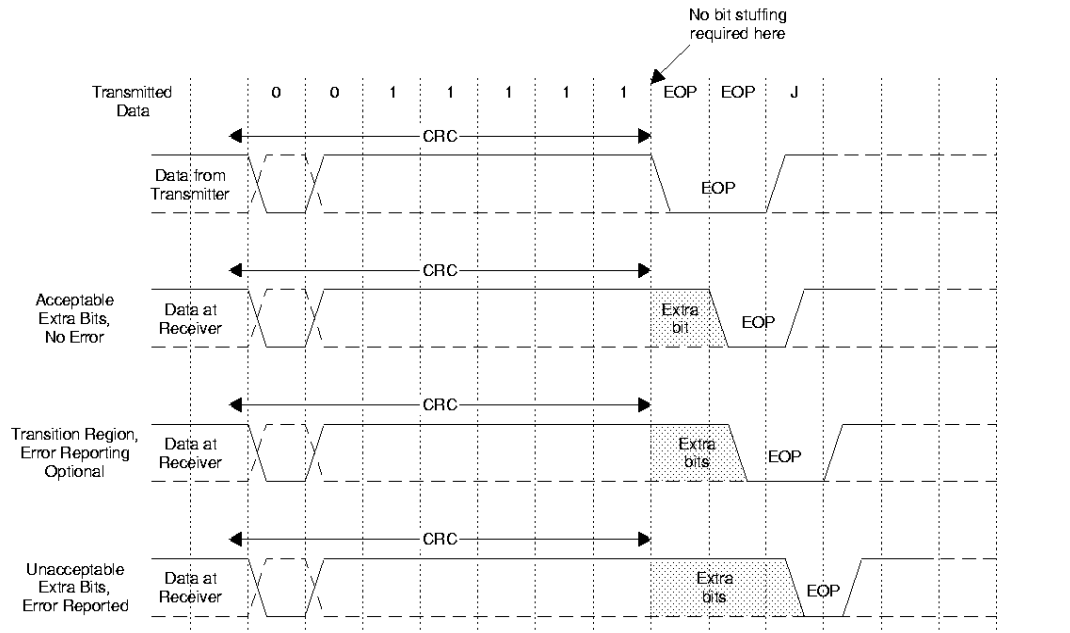 No bit stuffing
required here
Transmitted
Data
0 0 1 1 1 1 1 EOP EOP J
CRC
Data from
Transmitter
EOP
CRC
Acceptable
Extra Bits,
No Error
Data at
Receiver
Extra
bit
EOP
CRC
Transition Region,
Error Reporting
Optional
Data at
Receiver
Extra
bits
EOP
CRC
Unacceptable
Extra Bits,
Error Reported
Data at
Receiver
Extra
bits
EOP